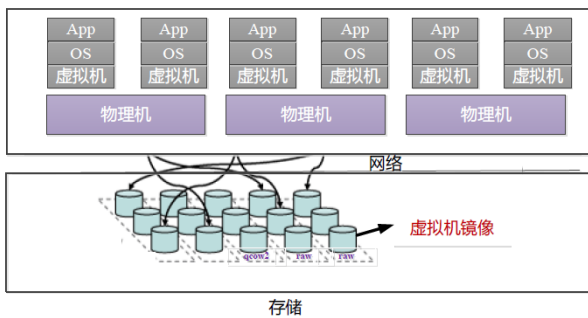 App App App App App App
OS OS OS OS OS OS
虚拟机 虚拟机 虚拟机 虚拟机 虚拟机 虚拟机
物理机 物理机 物理机
网络
虚拟机镜像
qcow2 raw raw
存储